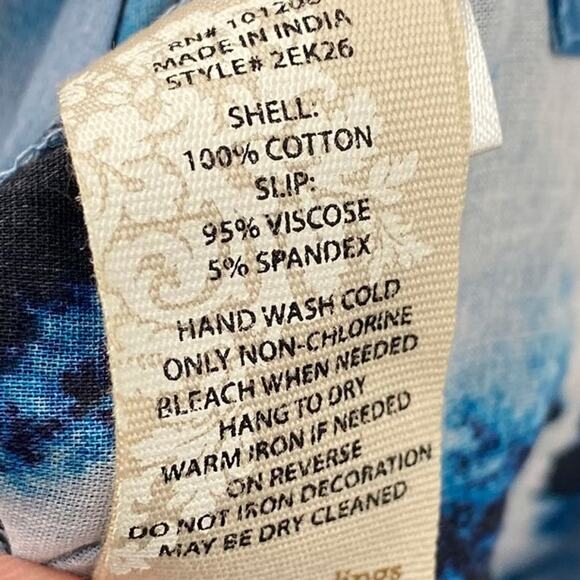 MADE IN INDIA
STYLE# 2EK26
SHELL:
100% COTTON
SLIP:
95% VISCOSE
5% SPANDEX
HAND WASH COLD
ONLY NON-CHLORINE
BLEACH WHEN NEEDED
HANG TO DRY
WARM IRON IF NEEDED
ON REVERSE
DO NOT IRON DECORATION
MAY BE DRY CLEANED